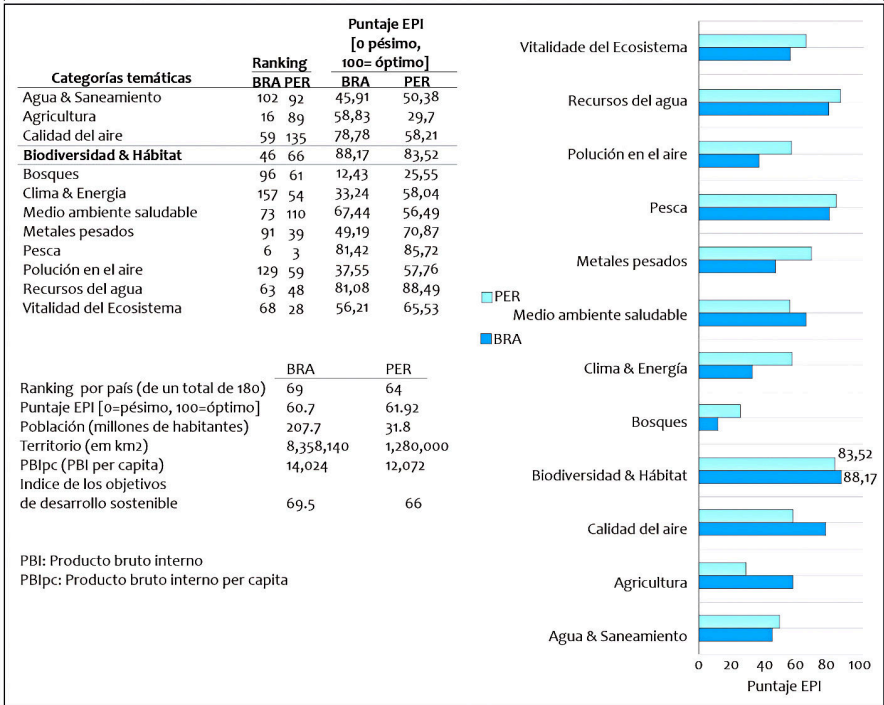 Puntaje EPI
[0 pésimo,
Ranking 100= óptimo]
Categorías temáticas BRA PER BRA PER
Agua & Saneamiento 102 92 45,91 50,38
Agricultura 16 89 58,83 29,7
Calidad del aire 59 135 78,78 58,21
Biodiversidad & Hábitat 46 66 88,17 83,52
Bosques 96 61 12,43 25,55
Clima & Energia 157 54 33,24 58,04
Medio ambiente saludable 73 110 67,44 56,49
Metales pesados 91 39 49,19 70,87
Pesca 6 3 81,42 85,72
Polución en el aire 129 59 37,55 57,76
Recursos del agua 63 48 81,08 88,49
Vitalidad del Ecosistema 68 28 56,21 65,53
BRA PER
Ranking por país (de un total de 180) 69 64
Puntaje EPI [0=pésimo, 100=óptimo] 60.7 61.92
Población (millones de habitantes) 207.7 31.8
Territorio (em km2) 8,358,140 1,280,000
PBIpc (PBI per capita) 14,024 12,072
Indice de los objetivos
de desarrollo sostenible 69.5 66
PBI: Producto bruto interno
PBIpc: Producto bruto interno per capita
Vitalidade del Ecosistema
Recursos del agua
Polución en el aire
Pesca
Metales pesados
PER
Medio ambiente saludable
BRA
Clima & Energía
Bosques
83,52
Biodiversidad & Hábitat 88,17
Calidad del aire
Agricultura
Agua & Saneamiento
0 20 40 60 80 100
Puntaje EPI